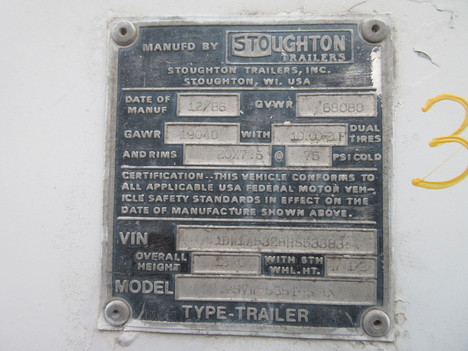 MANUFD BY STOUGHTON
TRAILERS
STOUGHTON TRAILERS, INC.
STOUGHTON, WI. USA
DATE OF MANUF 12/86 GVWR 68080
GAWR 19040 WITH DUAL TIRES
AND RIMS @ 75 PSI COLD
CERTIFICATION--THIS VEHICLE CONFORMS TO
ALL APPLICABLE USA FEDERAL MOTOR VEH-
ICLE SAFETY STANDARDS IN EFFECT ON THE
DATE OF MANUFACTURE SHOWN ABOVE.
VIN
OVERALL HEIGHT WITH 5TH WHL. HT.
MODEL
TYPE-TRAILER
3